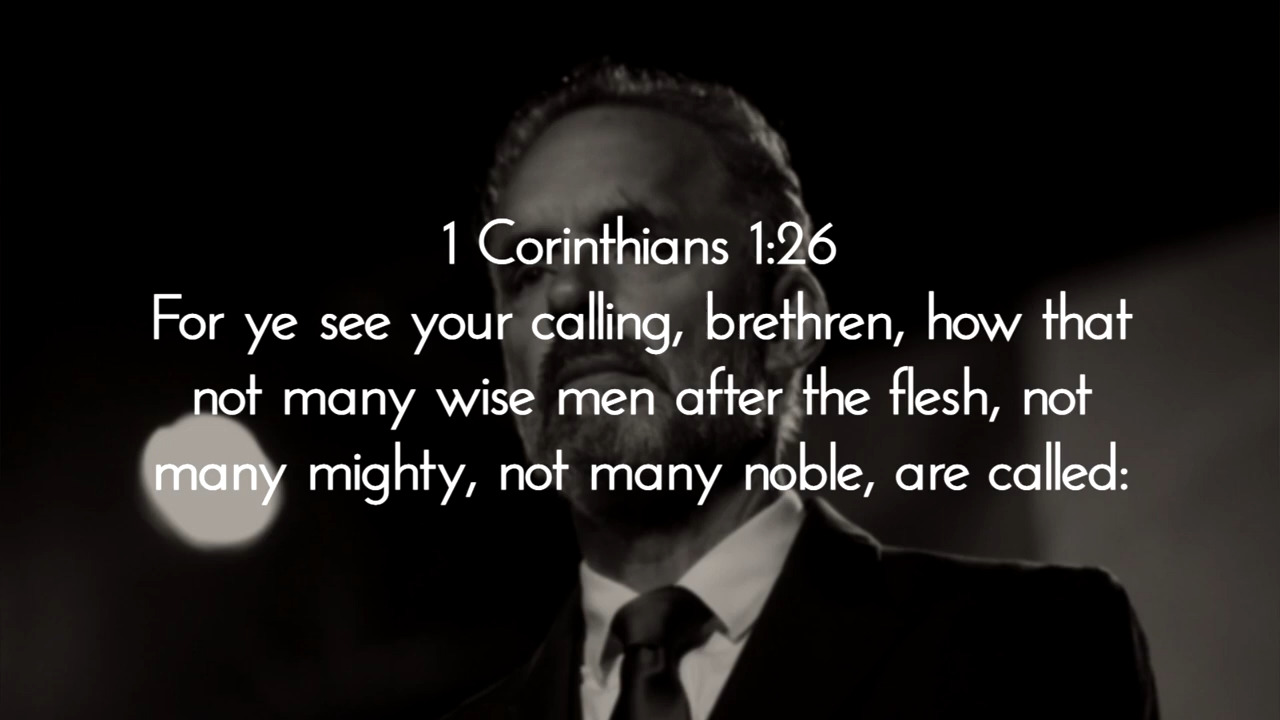 1 Corinthians 1:26
For ye see your calling, brethren, how that
not many wise men after the flesh, not
many mighty, not many noble, are called: